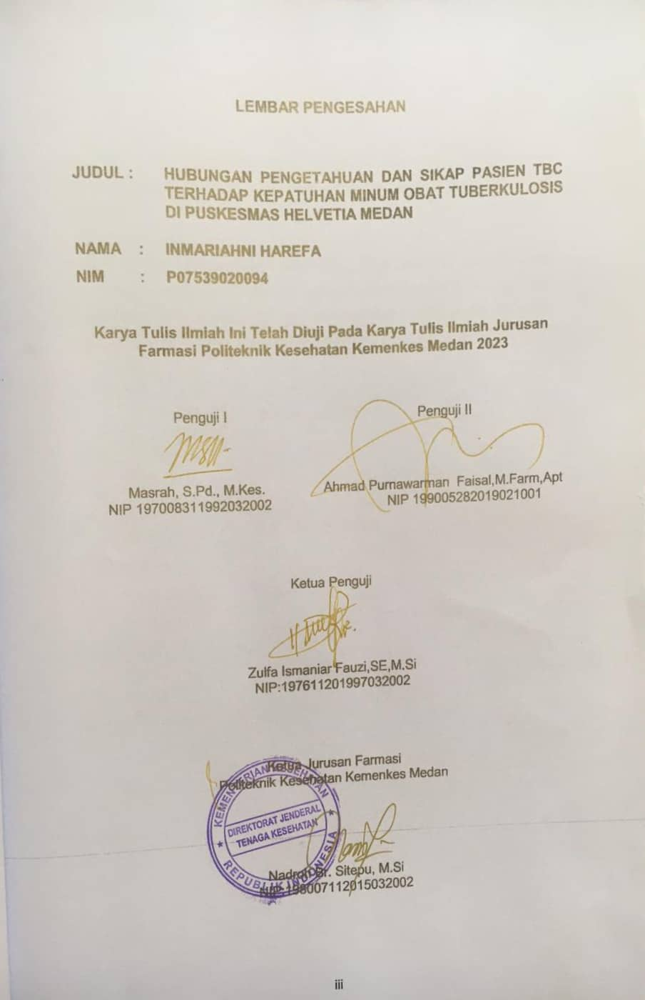 LEMBAR PENGESAHAN
JUDUL : HUBUNGAN PENGETAHUAN DAN SIKAP PASIEN TBC
TERHADAP KEPATUHAN MINUM OBAT TUBERKULOSIS
DI PUSKESMAS HELVETIA MEDAN
NAMA : INMARIAHNI HAREFA
NIM : P07539020094
Karya Tulis Ilmiah Ini Telah Diuji Pada Karya Tulis Ilmiah Jurusan
Farmasi Politeknik Kesehatan Kemenkes Medan 2023
Penguji I
Masrah, S.Pd., M.Kes.
NIP 197008311992032002
Penguji II
Ahmad Purnawarman Faisal,M.Farm,Apt
NIP 199005282019021001
Ketua Penguji
Zulfa Ismaniar Fauzi,SE,M.Si
NIP:197611201997032002
Ketua Jurusan Farmasi
Politeknik Kesehatan Kemenkes Medan
KEMENTERIAN KESEHATAN
DIREKTORAT JENDERAL
TENAGA KESEHATAN
REPUBLIK INDONESIA
Br. Sitepu, M.Si
NIP.198007112015032002
iii